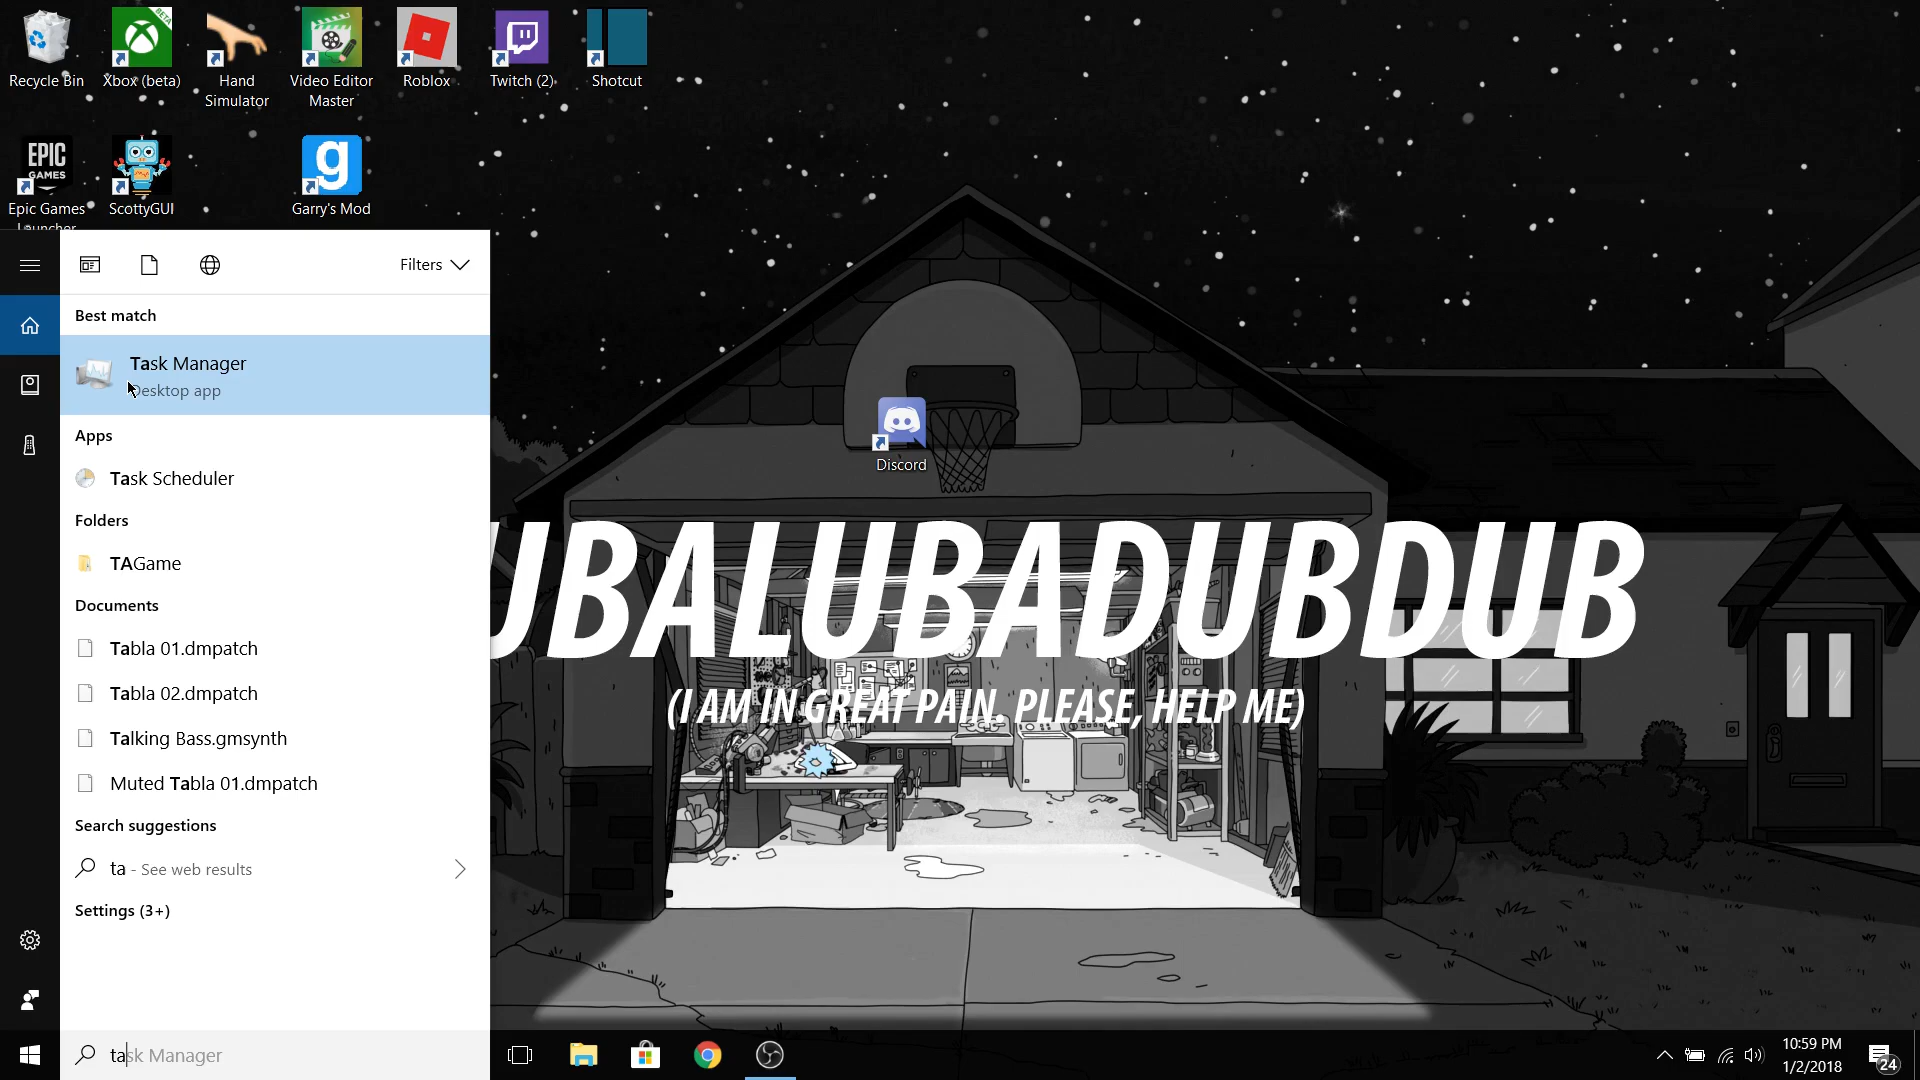 Recycle Bin
Xbox (beta)
Hand
Simulator
Video Editor
Master
Roblox
Twitch (2)
Shotcut
BETA
EPIC
GAMES
Epic Games
Launcher
ScottyGUI
g
Garry's Mod
Filters
Best match
Task Manager
Desktop app
Apps
Task Scheduler
Folders
TAGame
Documents
Tabla 01.dmpatch
Tabla 02.dmpatch
Talking Bass.gmsynth
Muted Tabla 01.dmpatch
Search suggestions
ta - See web results
Settings (3+)
task Manager
Discord
UBALUBADUBDUB
(I AM IN GREAT PAIN. PLEASE, HELP ME)
10:59 PM
1/2/2018
24